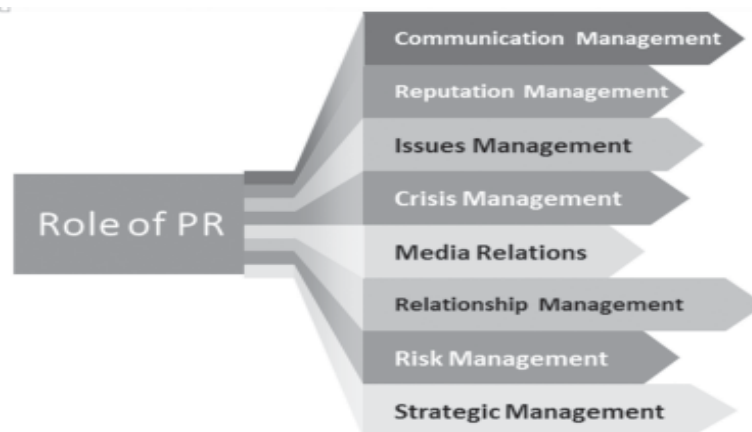 Role of PR
Communication Management
Reputation Management
Issues Management
Crisis Management
Media Relations
Relationship Management
Risk Management
Strategic Management